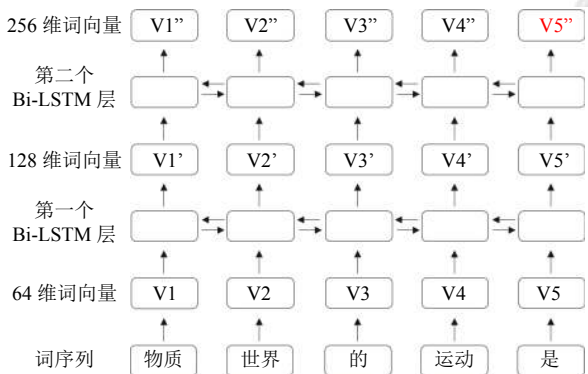 256 维词向量 V1” V2” V3” V4” V5”
第二个
Bi-LSTM 层
128 维词向量 V1’ V2’ V3’ V4’ V5’
第一个
Bi-LSTM 层
64 维词向量 V1 V2 V3 V4 V5
词序列 物质 世界 的 运动 是